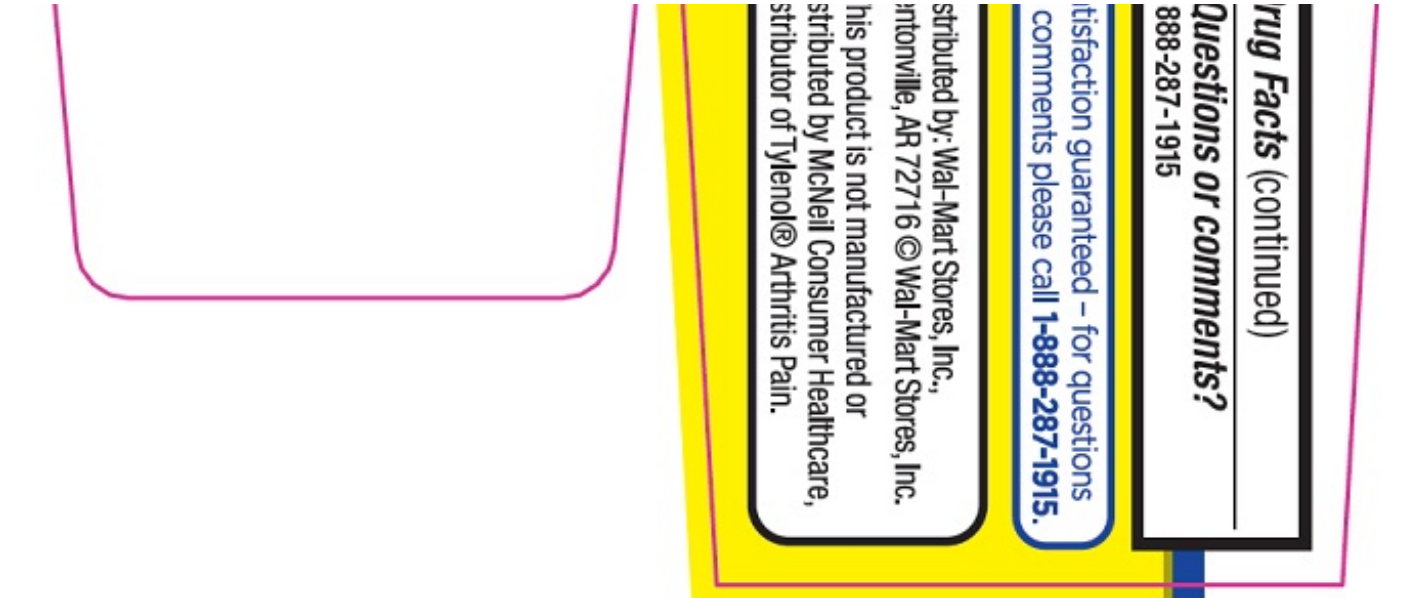 rug Facts (continued)
Questions or comments?
888-287-1915
tisfaction guaranteed – for questions
comments please call 1-888-287-1915.
stributed by: Wal-Mart Stores, Inc.,
entonville, AR 72716 © Wal-Mart Stores, Inc.
his product is not manufactured or
stributed by McNeil Consumer Healthcare,
stributor of Tylenol® Arthritis Pain.